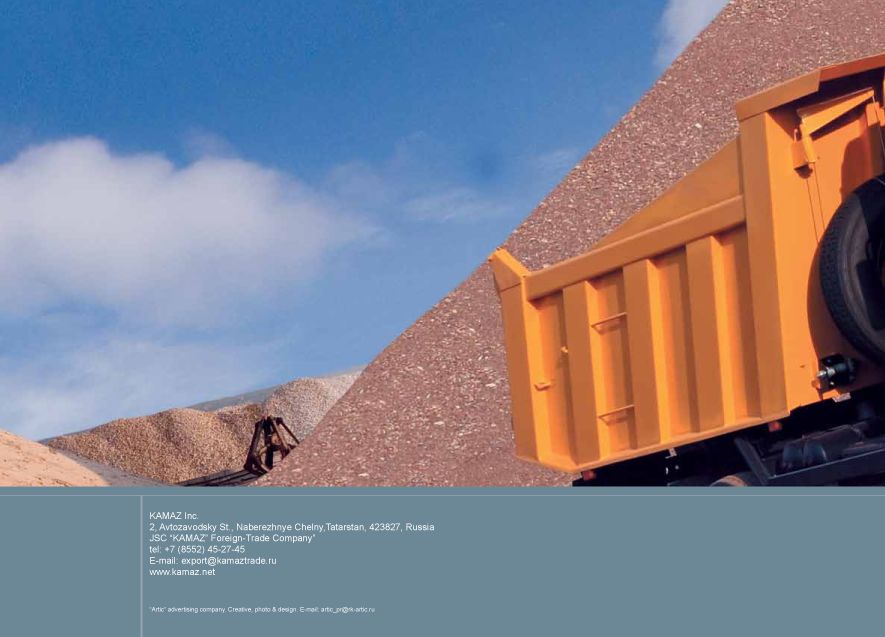 KAMAZ Inc.
2, Avtozavodsky St., Naberezhnye Chelny,Tatarstan, 423827, Russia
JSC "KAMAZ" Foreign-Trade Company"
tel: +7 (8552) 45-27-45
E-mail: export@kamaztrade.ru
www.kamaz.net
"Artic" advertising company. Creative, photo & design. E-mail: artic_pr@rk-artic.ru